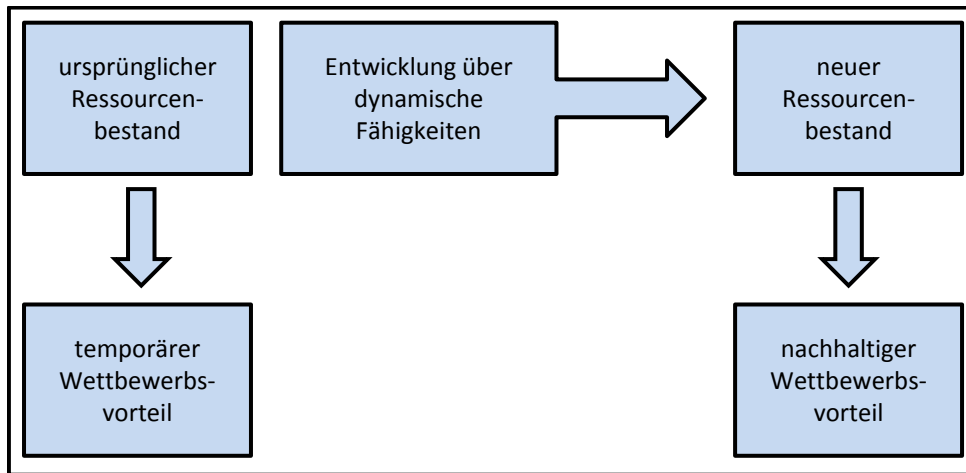 ursprünglicher
Ressourcen-
bestand
Entwicklung über
dynamische
Fähigkeiten
neuer
Ressourcen-
bestand
temporärer
Wettbewerbs-
vorteil
nachhaltiger
Wettbewerbs-
vorteil